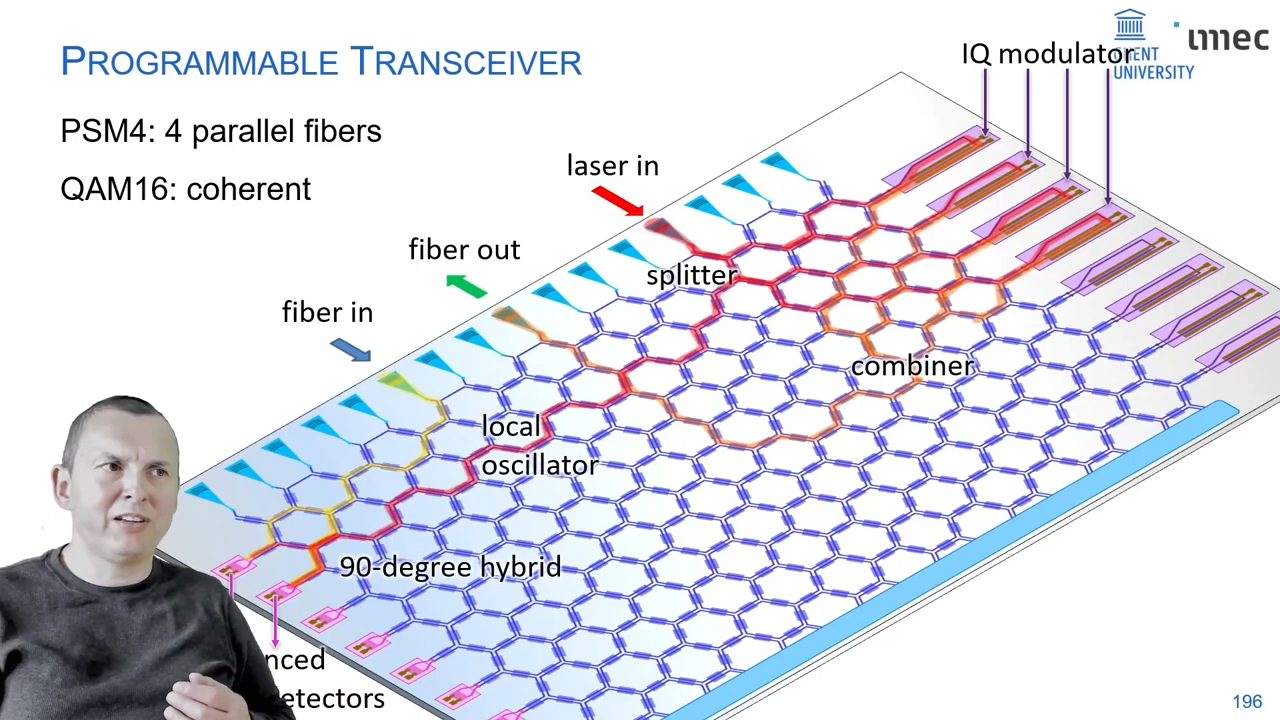 PROGRAMMABLE TRANSCEIVER
PSM4: 4 parallel fibers
QAM16: coherent
IQ modulator
imec
UNIVERSITY
laser in
fiber out
splitter
fiber in
combiner
local
oscillator
90-degree hybrid
nced
etectors
196